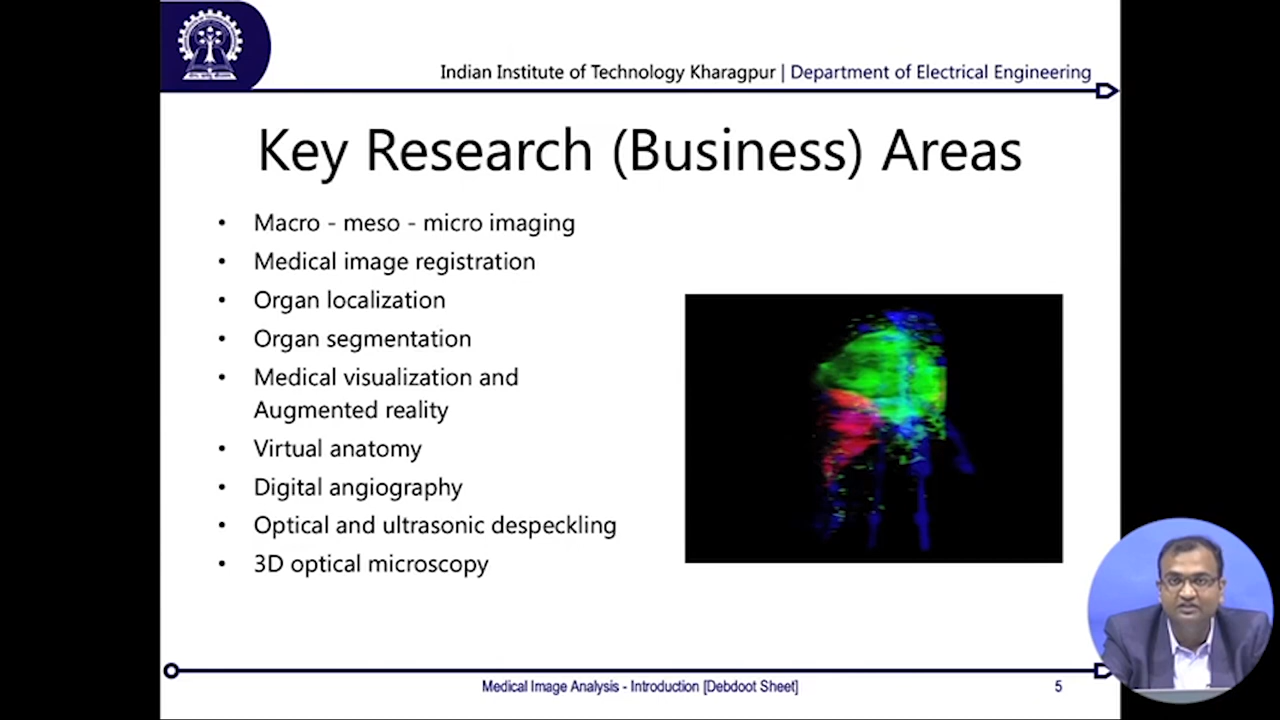 Indian Institute of Technology Kharagpur | Department of Electrical Engineering
Key Research (Business) Areas
• Macro - meso - micro imaging
• Medical image registration
• Organ localization
• Organ segmentation
• Medical visualization and
Augmented reality
• Virtual anatomy
• Digital angiography
• Optical and ultrasonic despeckling
• 3D optical microscopy
Medical Image Analysis - Introduction [Debdoot Sheet]
5